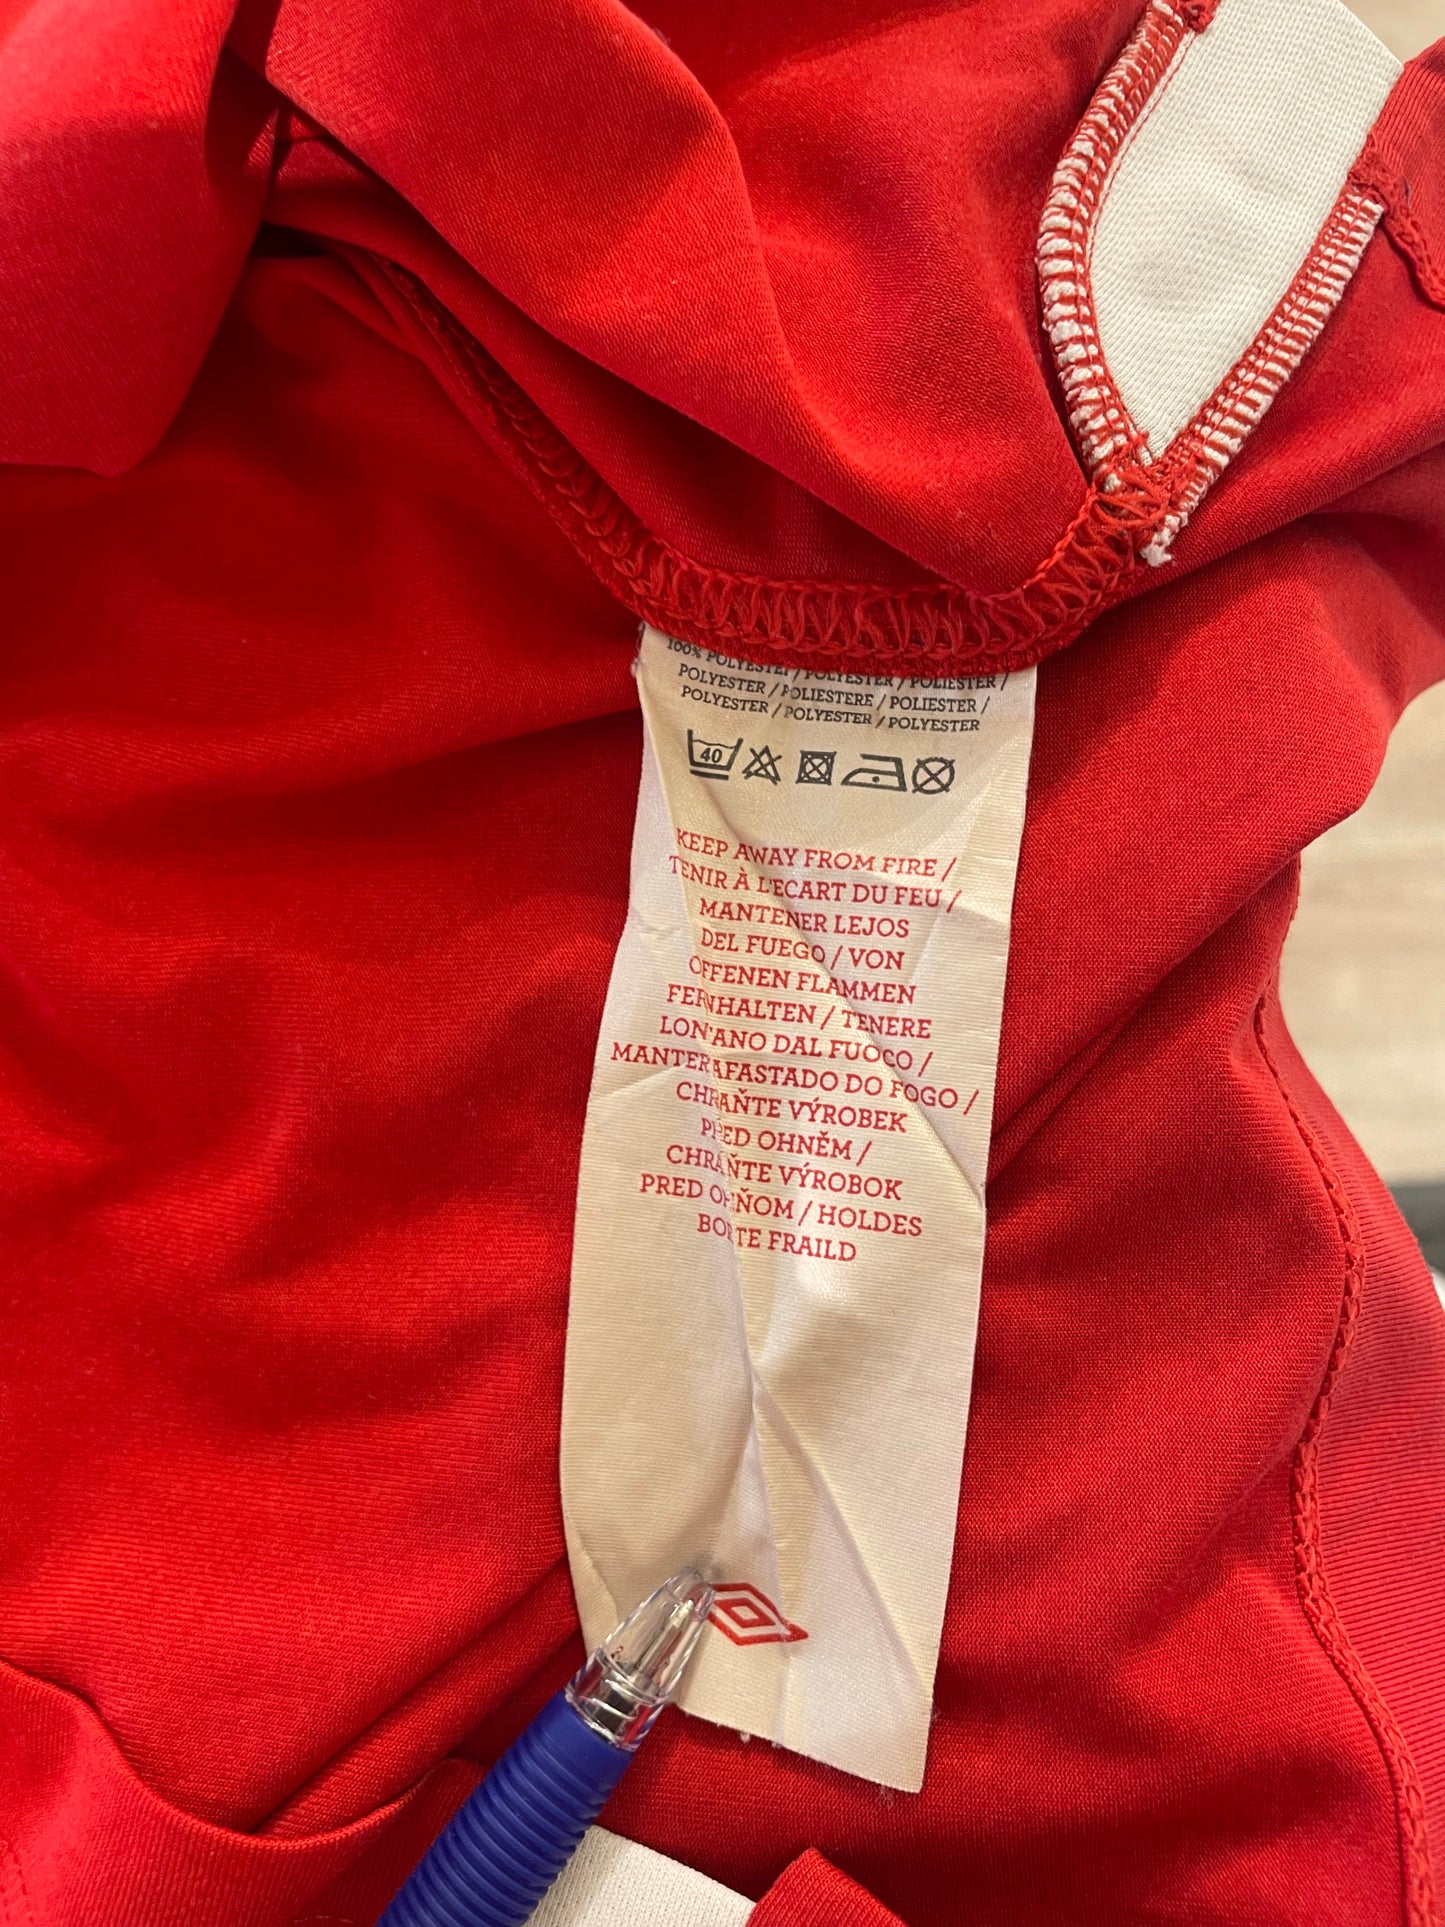 100% POLYESTER / POLYESTER / POLIESTER /
POLYESTER / POLIESTERE / POLIESTER /
POLYESTER / POLYESTER / POLYESTER
40
KEEP AWAY FROM FIRE /
TENIR À L'ECART DU FEU /
MANTENER LEJOS
DEL FUEGO / VON
OFFENEN FLAMMEN
FERNHALTEN / TENERE
LONTANO DAL FUOCO /
MANTER AFASTADO DO FOGO /
CHRAŇTE VÝROBEK
PŘED OHNĚM /
CHRÁŇTE VÝROBOK
PRED OHŇOM / HOLDES
BORTE FRA ILD